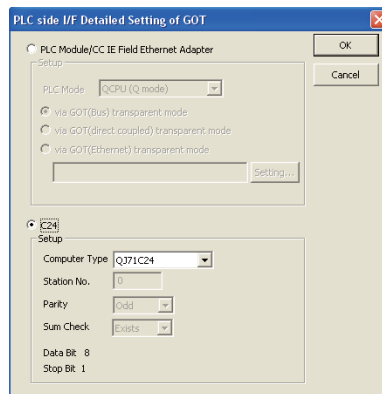 PLC side I/F Detailed Setting of GOT
PLC Module/CC IE Field Ethernet Adapter
OK
Cancel
Setup
PLC Mode QCPU (Q mode)
via GOT(Bus) transparent mode
via GOT(direct coupled) transparent mode
via GOT(Ethernet) transparent mode
Setting...
C24
Setup
Computer Type QJ71C24
Station No. 0
Parity Odd
Sum Check Exists
Data Bit 8
Stop Bit 1